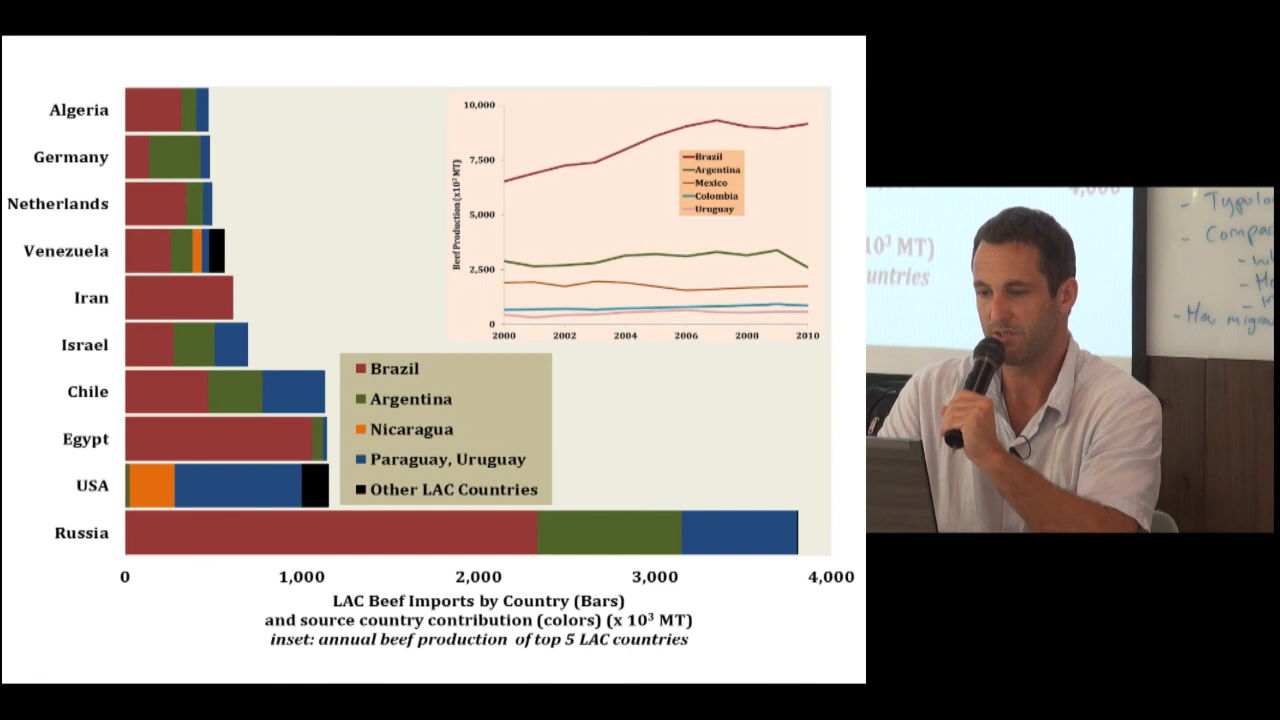 Algeria
Germany
Netherlands
Venezuela
Iran
Israel
Chile
Egypt
USA
Russia
0 1,000 2,000 3,000 4,000
LAC Beef Imports by Country (Bars)
and source country contribution (colors) (x 10³ MT)
inset: annual beef production of top 5 LAC countries
Brazil
Argentina
Nicaragua
Paraguay, Uruguay
Other LAC Countries
Beef Production (x10³ MT)
10,000
7,500
5,000
2,500
0
2000 2002 2004 2006 2008 2010
Brazil
Argentina
Mexico
Colombia
Uruguay
4,000
10³ MT)
untries
- Typolo
- Compar
- How migra